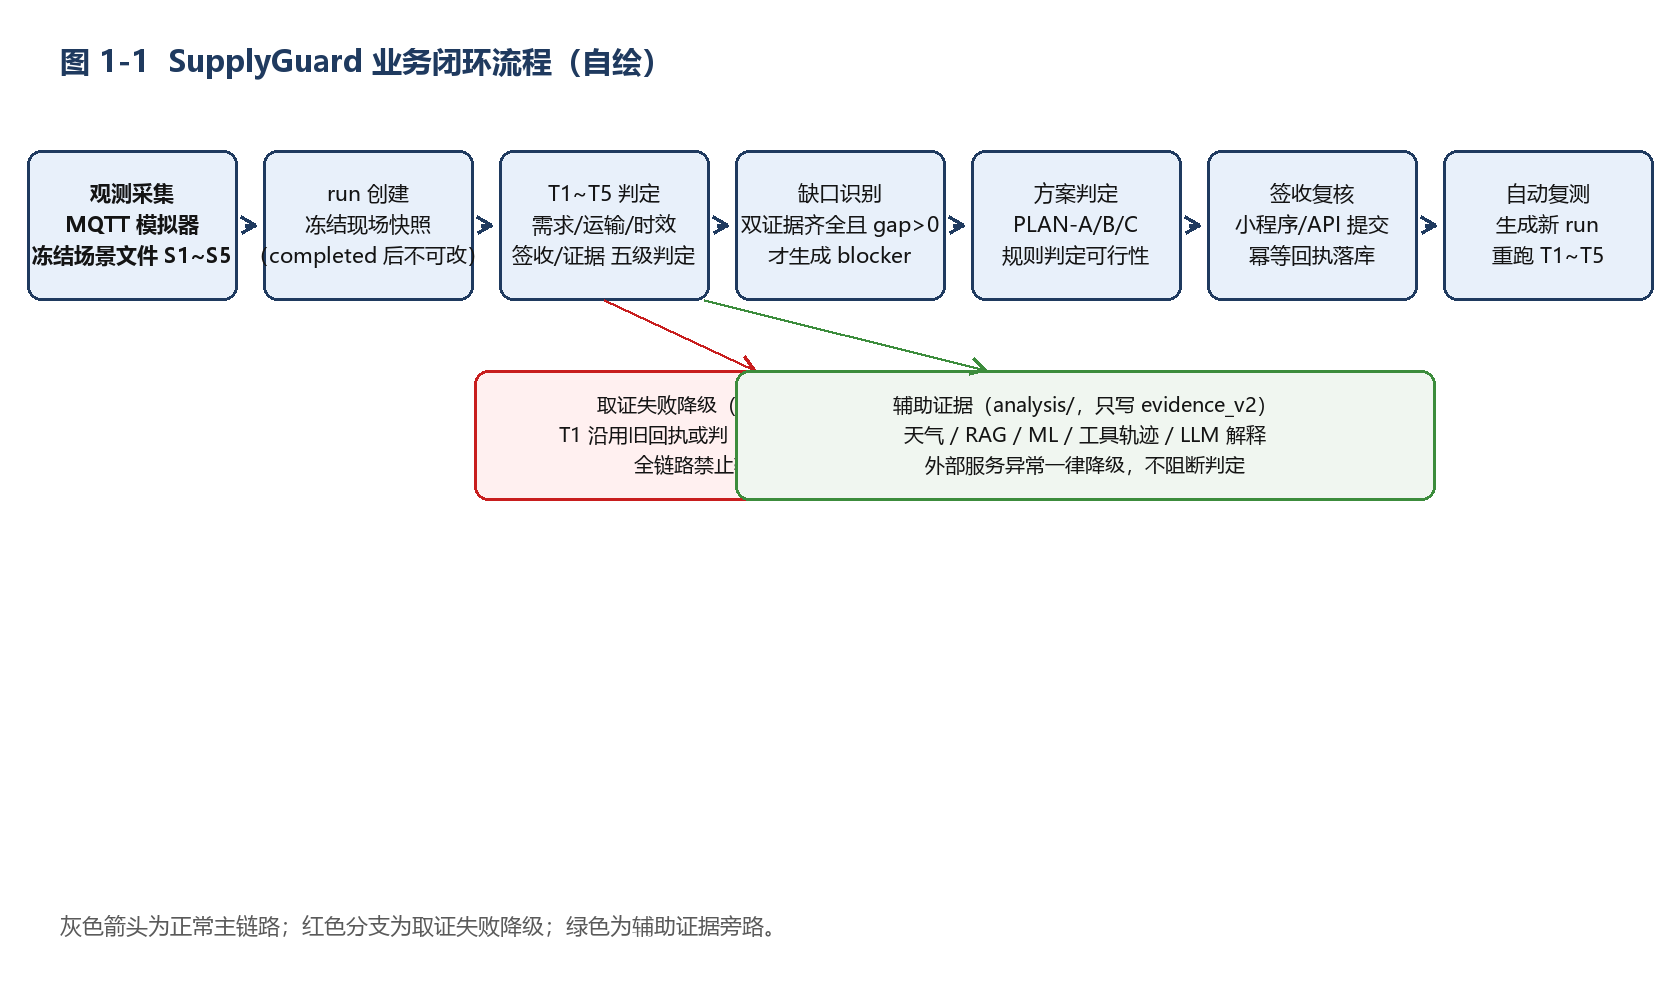 图 1-1 SupplyGuard 业务闭环流程（自绘）
观测采集
MQTT 模拟器
冻结场景文件 S1~S5
run 创建
冻结现场快照
(completed 后不可改)
T1~T5 判定
需求/运输/时效
签收/证据 五级判定
缺口识别
双证据齐全且 gap>0
才生成 blocker
方案判定
PLAN-A/B/C
规则判定可行性
签收复核
小程序/API 提交
幂等回执落库
自动复测
生成新 run
重跑 T1~T5
取证失败降级（
T1 沿用旧回执或判
全链路禁止
辅助证据（analysis/，只写 evidence_v2）
天气 / RAG / ML / 工具轨迹 / LLM 解释
外部服务异常一律降级，不阻断判定
灰色箭头为正常主链路；红色分支为取证失败降级；绿色为辅助证据旁路。